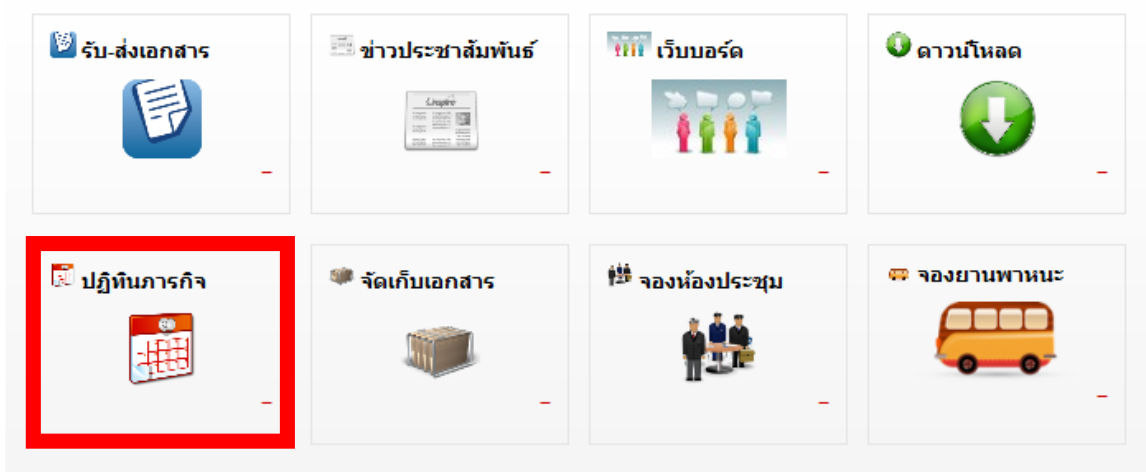 รับ-ส่งเอกสาร
ข่าวประชาสัมพันธ์
เว็บบอร์ด
ดาวน์โหลด
ปฏิทินภารกิจ
จัดเก็บเอกสาร
จองห้องประชุม
จองยานพาหนะ